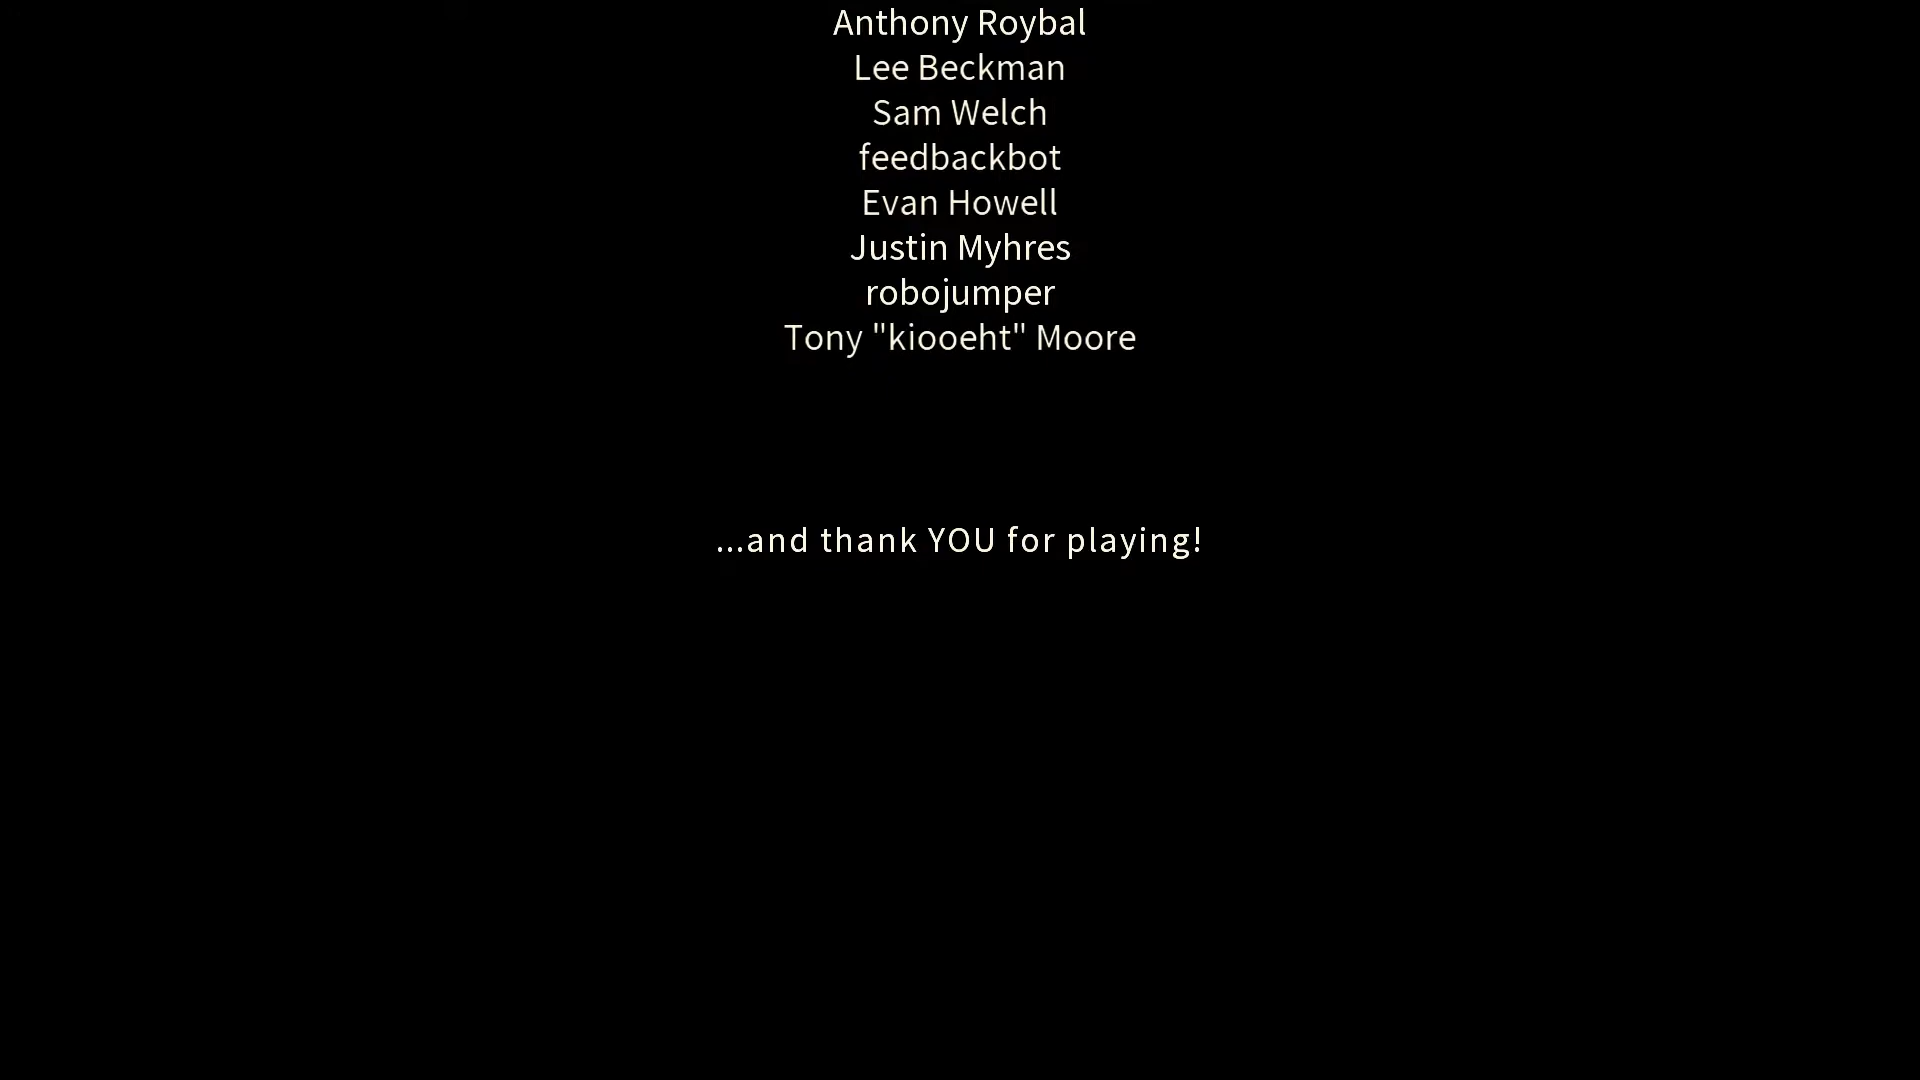 Anthony Roybal
Lee Beckman
Sam Welch
feedbackbot
Evan Howell
Justin Myhres
robojumper
Tony "kiooeht" Moore
...and thank YOU for playing!